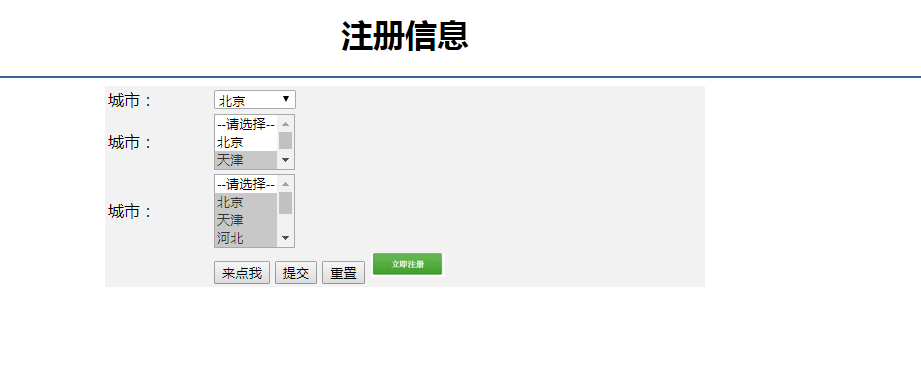 注册信息
城市： 北京
城市： --请选择--
北京
天津
城市： --请选择--
北京
天津
河北
来点我 提交 重置 立即注册